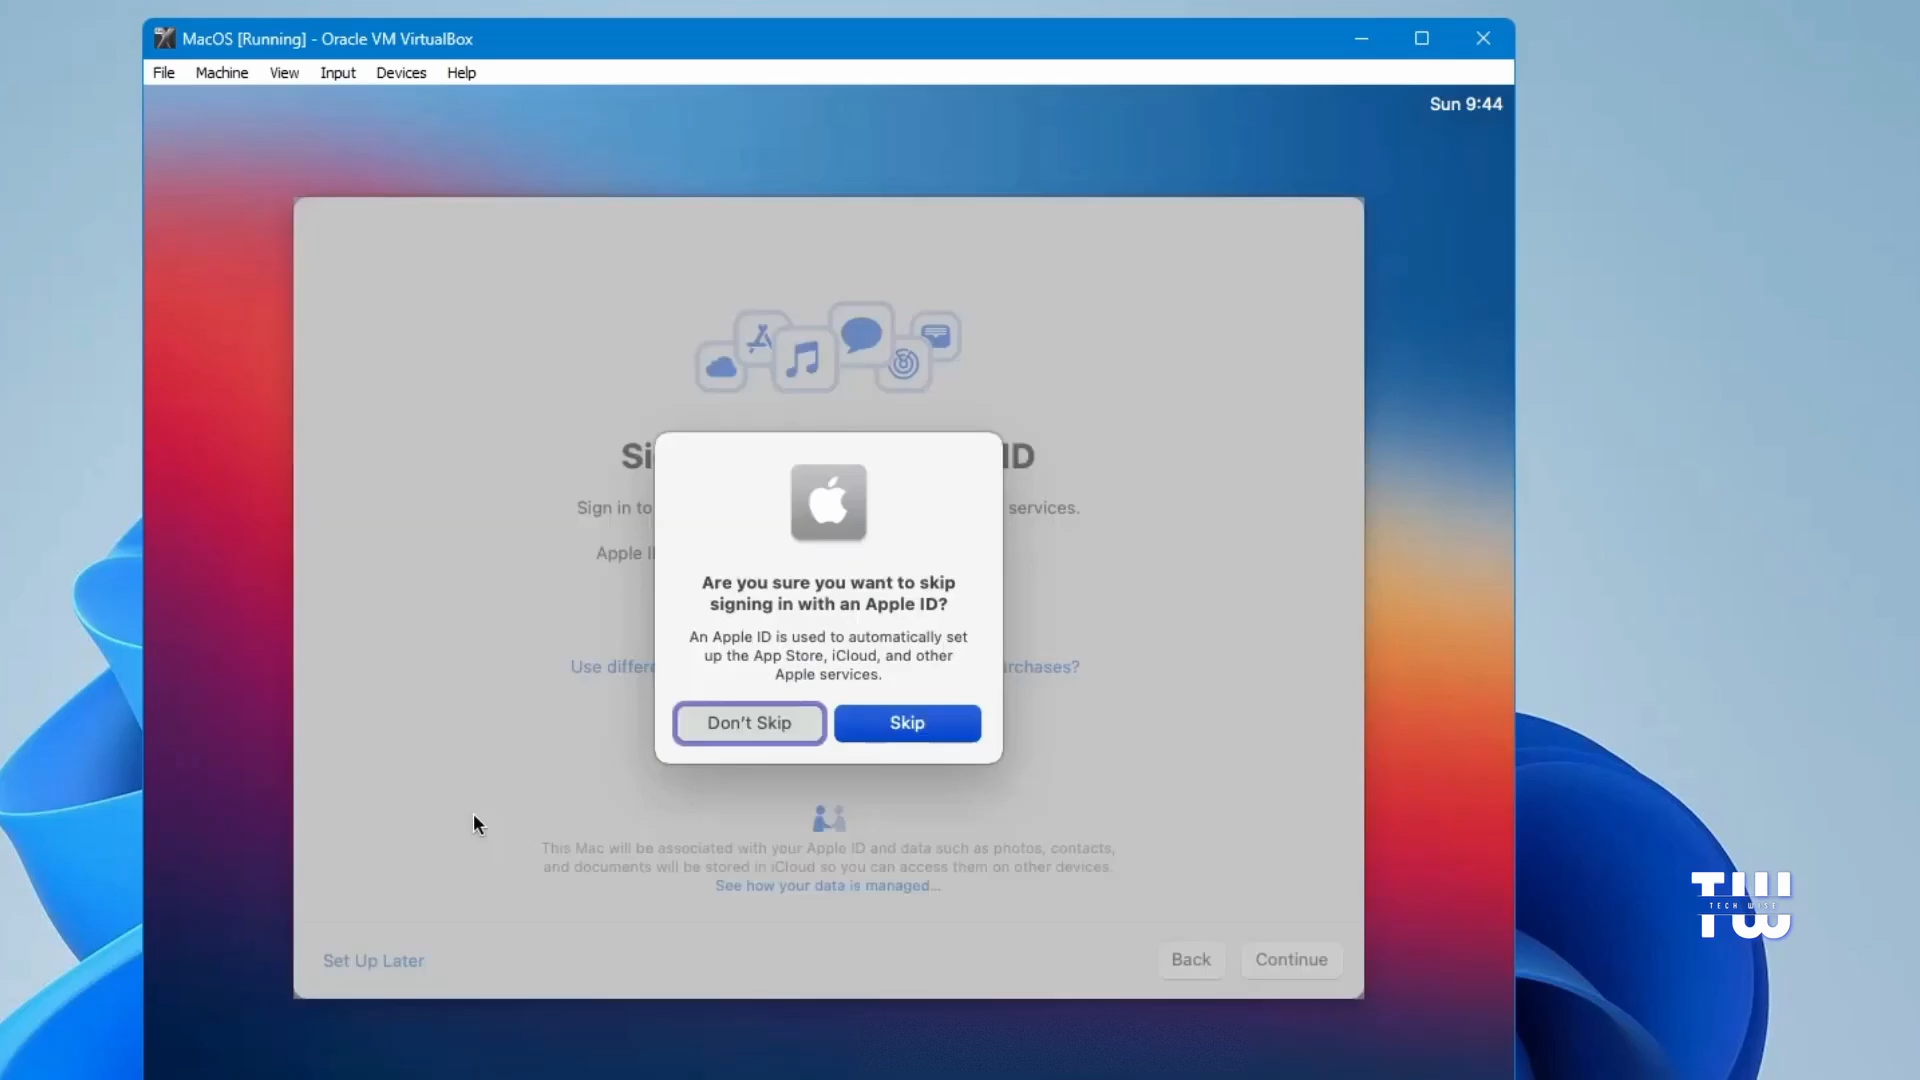 MacOS [Running] - Oracle VM VirtualBox
File Machine View Input Devices Help
Sun 9:44
Si ID
Sign in to services.
Apple I
Are you sure you want to skip
signing in with an Apple ID?
An Apple ID is used to automatically set
up the App Store, iCloud, and other
Apple services.
Use differe rchases?
Don't Skip Skip
This Mac will be associated with your Apple ID and data such as photos, contacts,
and documents will be stored in iCloud so you can access them on other devices.
See how your data is managed...
Set Up Later Back Continue
TW
TECH WISE